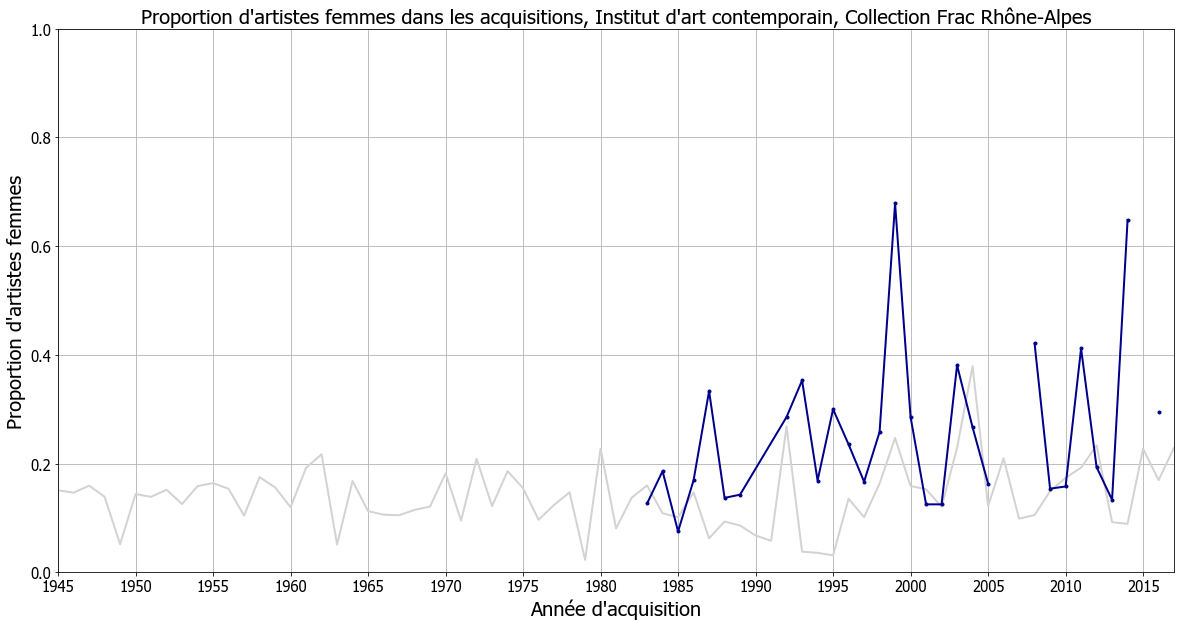 Proportion d'artistes femmes dans les acquisitions, Institut d'art contemporain, Collection Frac Rhône-Alpes
1.0
0.8
0.6
0.4
0.2
0.0
Proportion d'artistes femmes
1945 1950 1955 1960 1965 1970 1975 1980 1985 1990 1995 2000 2005 2010 2015
Année d'acquisition